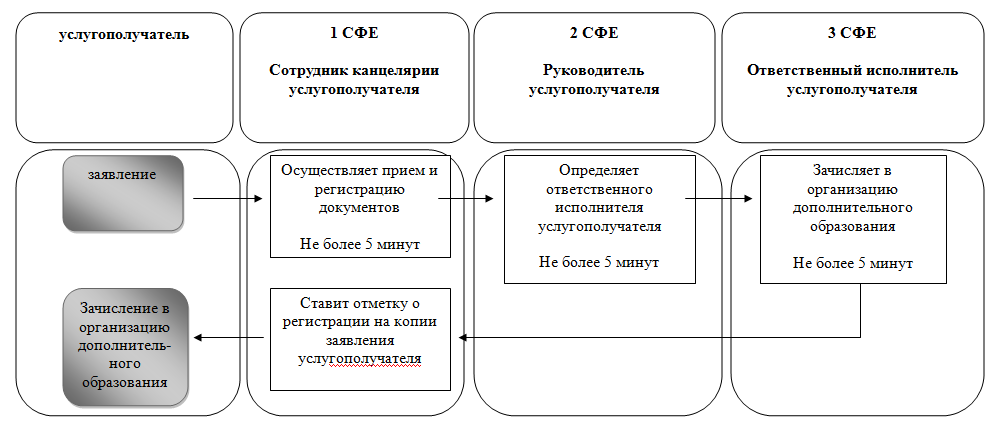 услугополучатель
1 СФЕ
Сотрудник канцелярии
услугополучателя
2 СФЕ
Руководитель
услугополучателя
3 СФЕ
Ответственный исполнитель
услугополучателя
заявление
Осуществляет прием и
регистрацию
документов
Не более 5 минут
Определяет
ответственного
исполнителя
услугополучателя
Не более 5 минут
Зачисляет в
организацию
дополнительного
образования
Не более 5 минут
Зачисление в
организацию
дополнитель-
ного
образования
Ставит отметку о
регистрации на копии
заявления
услугополучателя